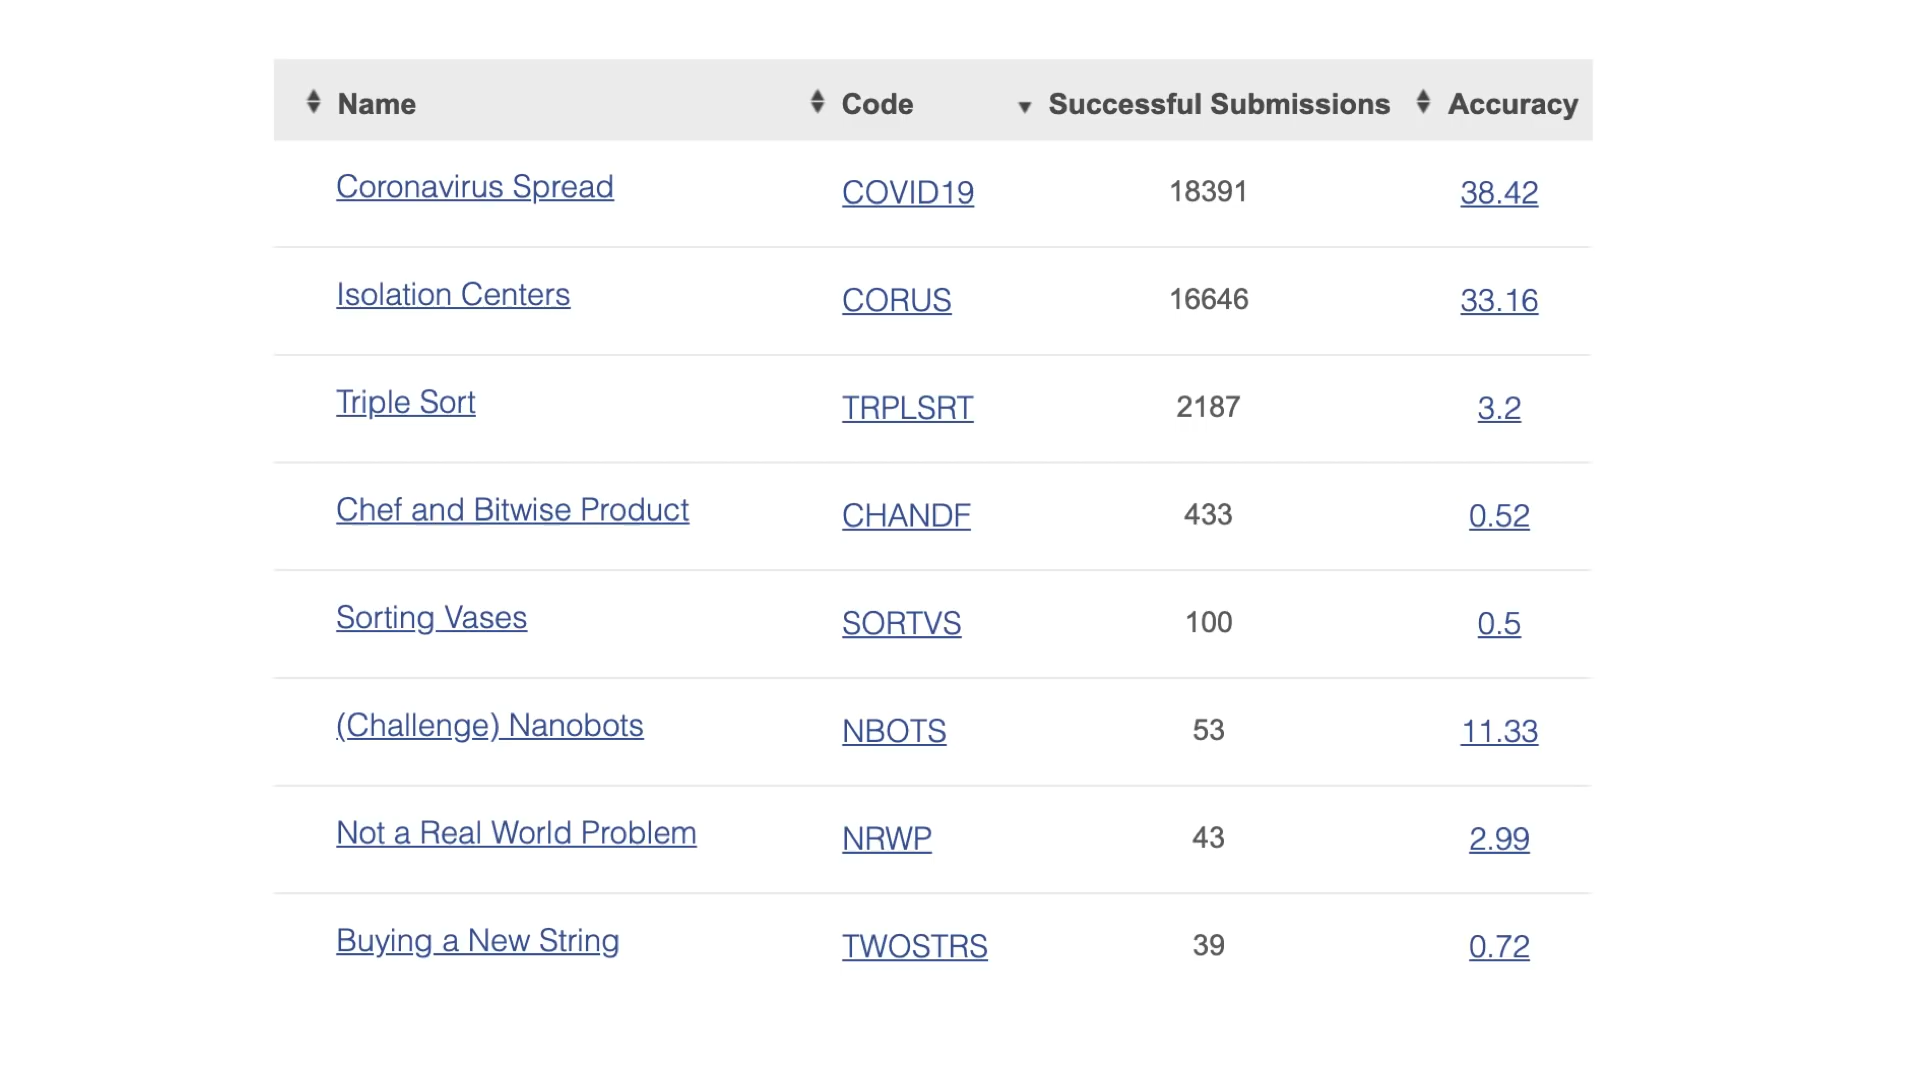 Name Code Successful Submissions Accuracy
Coronavirus Spread COVID19 18391 38.42
Isolation Centers CORUS 16646 33.16
Triple Sort TRPLSRT 2187 3.2
Chef and Bitwise Product CHANDF 433 0.52
Sorting Vases SORTVS 100 0.5
(Challenge) Nanobots NBOTS 53 11.33
Not a Real World Problem NRWP 43 2.99
Buying a New String TWOSTRS 39 0.72